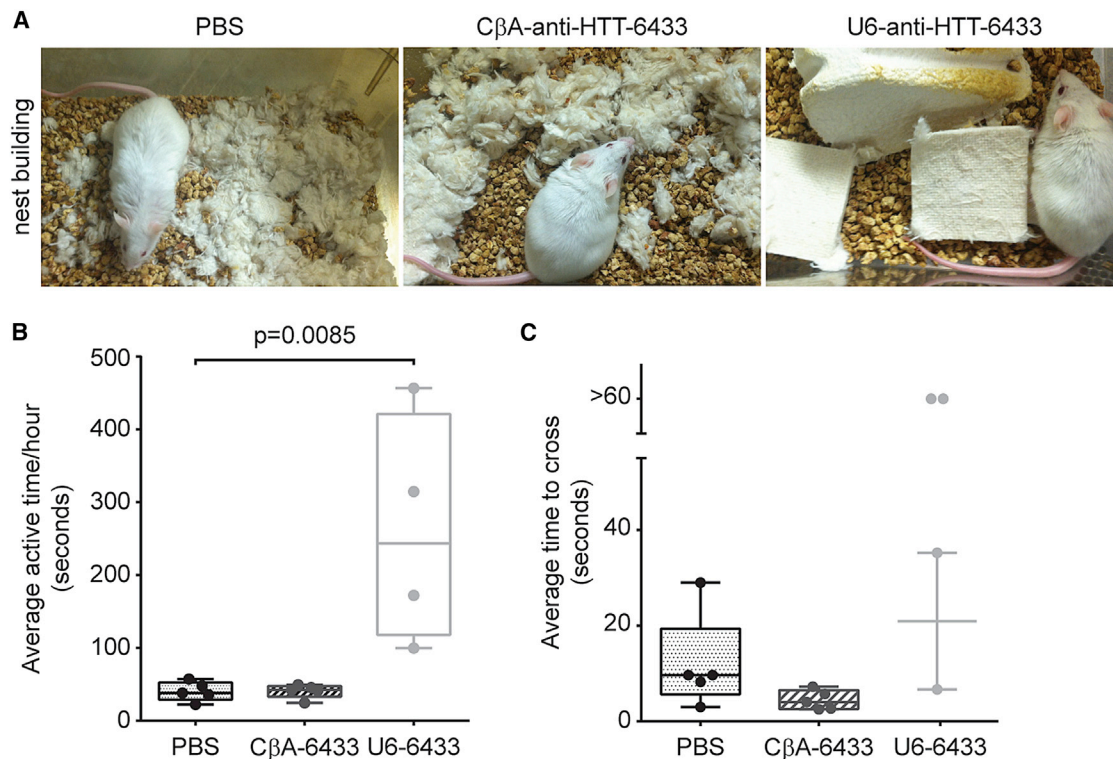 A
PBS
CβA-anti-HTT-6433
U6-anti-HTT-6433
nest building
B
p=0.0085
Average active time/hour
(seconds)
500
400
300
200
100
0
PBS
CβA-6433
U6-6433
C
Average time to cross
(seconds)
>60
40
20
0
PBS
CβA-6433
U6-6433